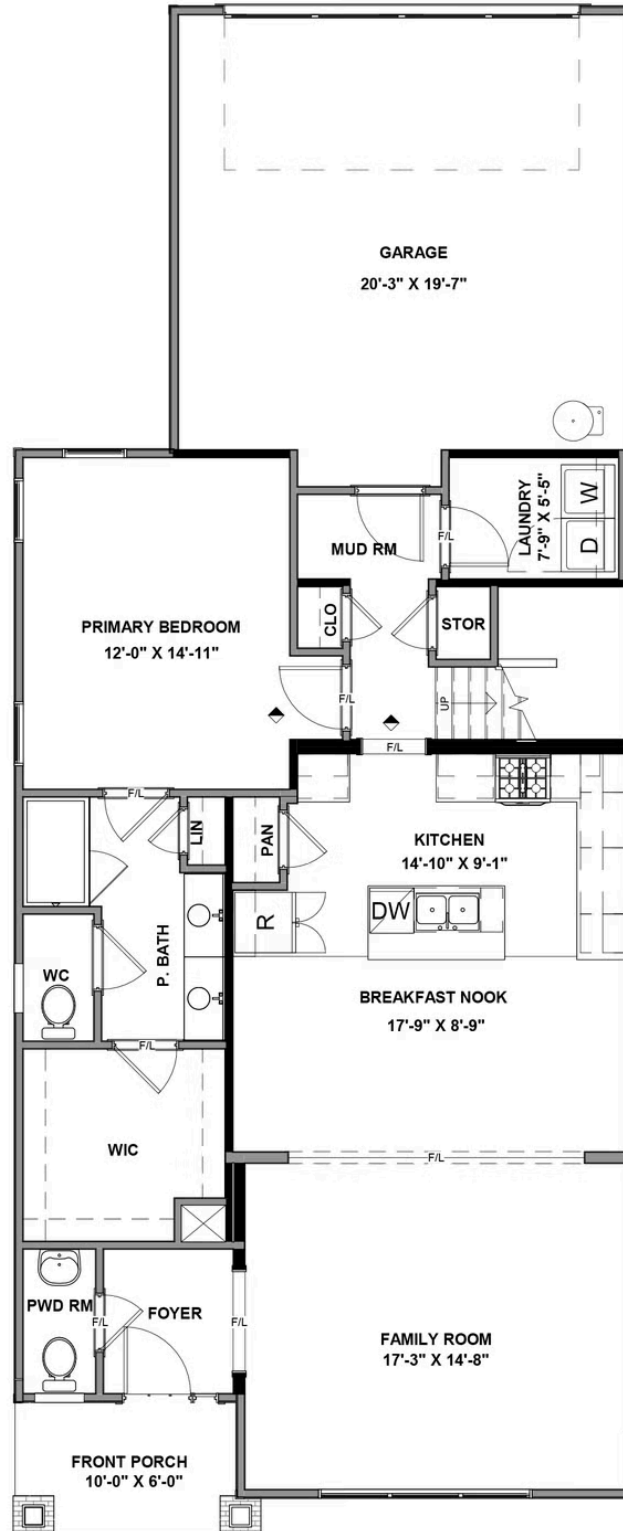 GARAGE
20'-3" X 19'-7"
W
D
LAUNDRY
7'-9" X 5'-5"
F/L
MUD RM
CLO
STOR
PRIMARY BEDROOM
12'-0" X 14'-11"
F/L
UP
F/L
F/L
LIN
PAN
KITCHEN
14'-10" X 9'-1"
R
DW
P. BATH
WC
BREAKFAST NOOK
17'-9" X 8'-9"
F/L
WIC
F/L
PWD RM
F/L
FOYER
F/L
FAMILY ROOM
17'-3" X 14'-8"
FRONT PORCH
10'-0" X 6'-0"